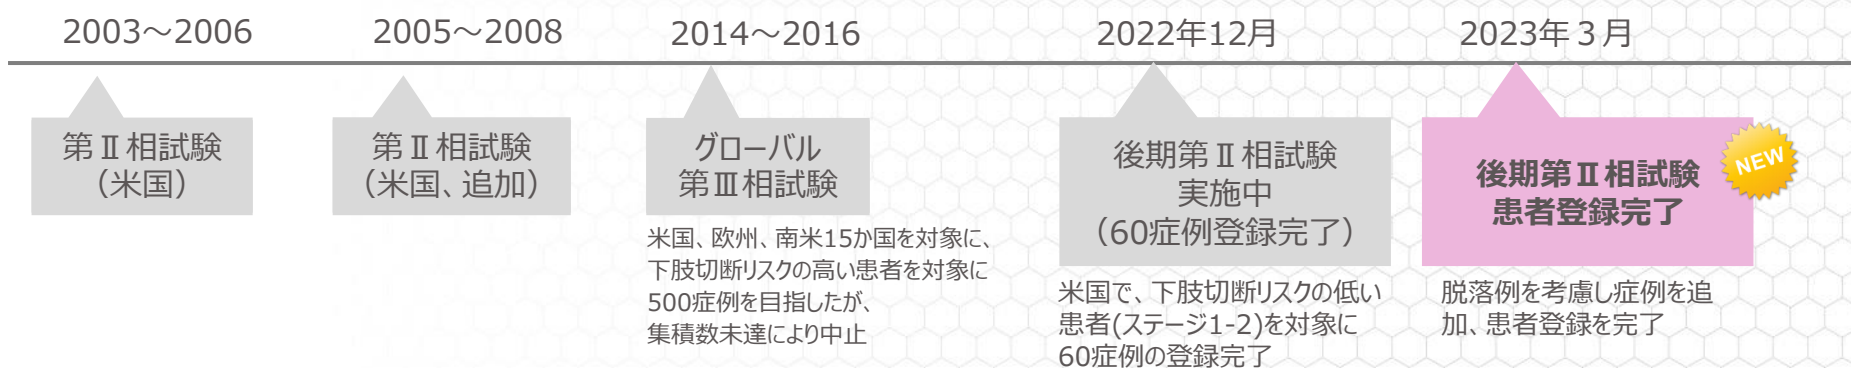 2003～2006
2005～2008
2014～2016
2022年12月
2023年３月
第Ⅱ相試験
（米国）
第Ⅱ相試験
（米国、追加）
グローバル
第Ⅲ相試験
米国、欧州、南米15か国を対象に、
下肢切断リスクの高い患者を対象に
500症例を目指したが、
集積数未達により中止
後期第Ⅱ相試験
実施中
（60症例登録完了）
米国で、下肢切断リスクの低い
患者(ステージ1-2)を対象に
60症例の登録完了
後期第Ⅱ相試験
患者登録完了
NEW
脱落例を考慮し症例を追
加、患者登録を完了